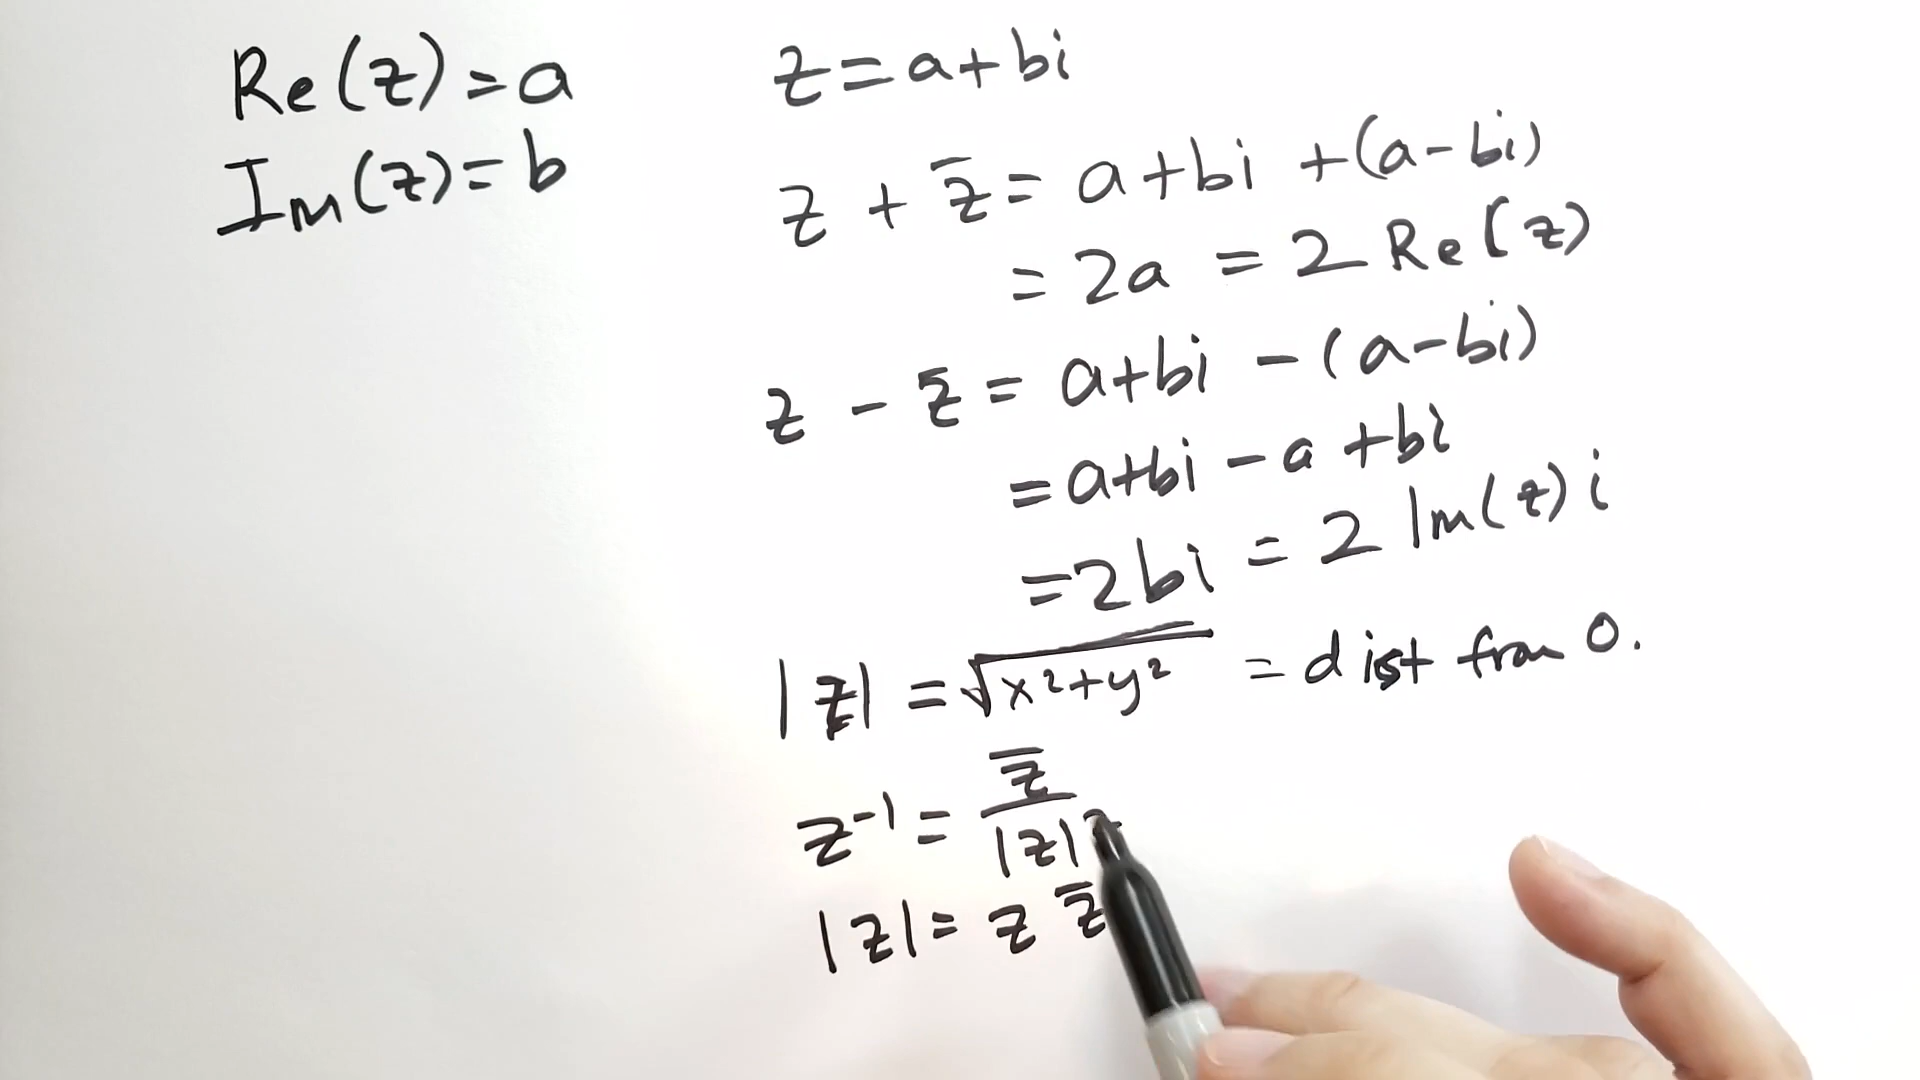 Re(z) = a
Im(z) = b
z = a + bi
z + z̄ = a + bi + (a - bi)
= 2a = 2 Re(z)
z - z̄ = a + bi - (a - bi)
= a + bi - a + bi
= 2bi = 2 Im(z) i
|z| = √(x² + y²) = dist from 0.
z⁻¹ = z̄ / |z|²
|z| = z z̄